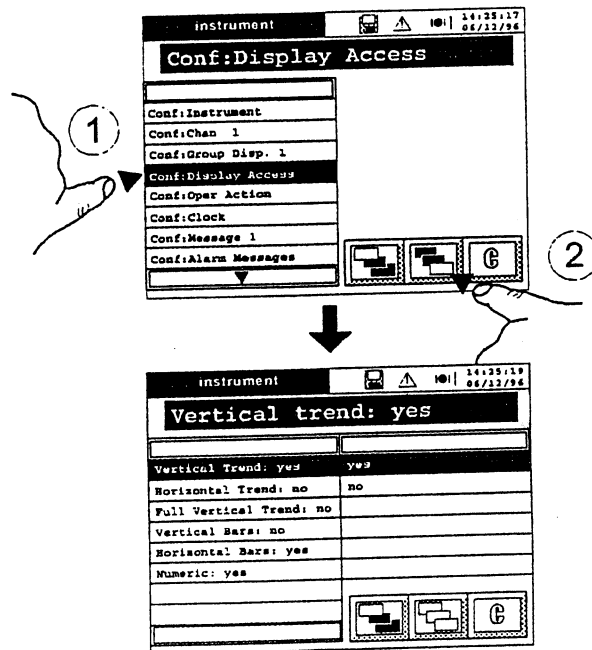 instrument 14:25:17
06/12/96
Conf:Display Access
Conf:Instrument
Conf:Chan 1
Conf:Group Disp. 1
Conf:Display Access
Conf:Oper Action
Conf:Clock
Conf:Message 1
Conf:Alarm Messages
1
2
C
instrument 14:25:19
06/12/96
Vertical trend: yes
Vertical Trend: yes yes
Horizontal Trend: no no
Full Vertical Trend: no
Vertical Bars: no
Horizontal Bars: yes
Numeric: yes
C